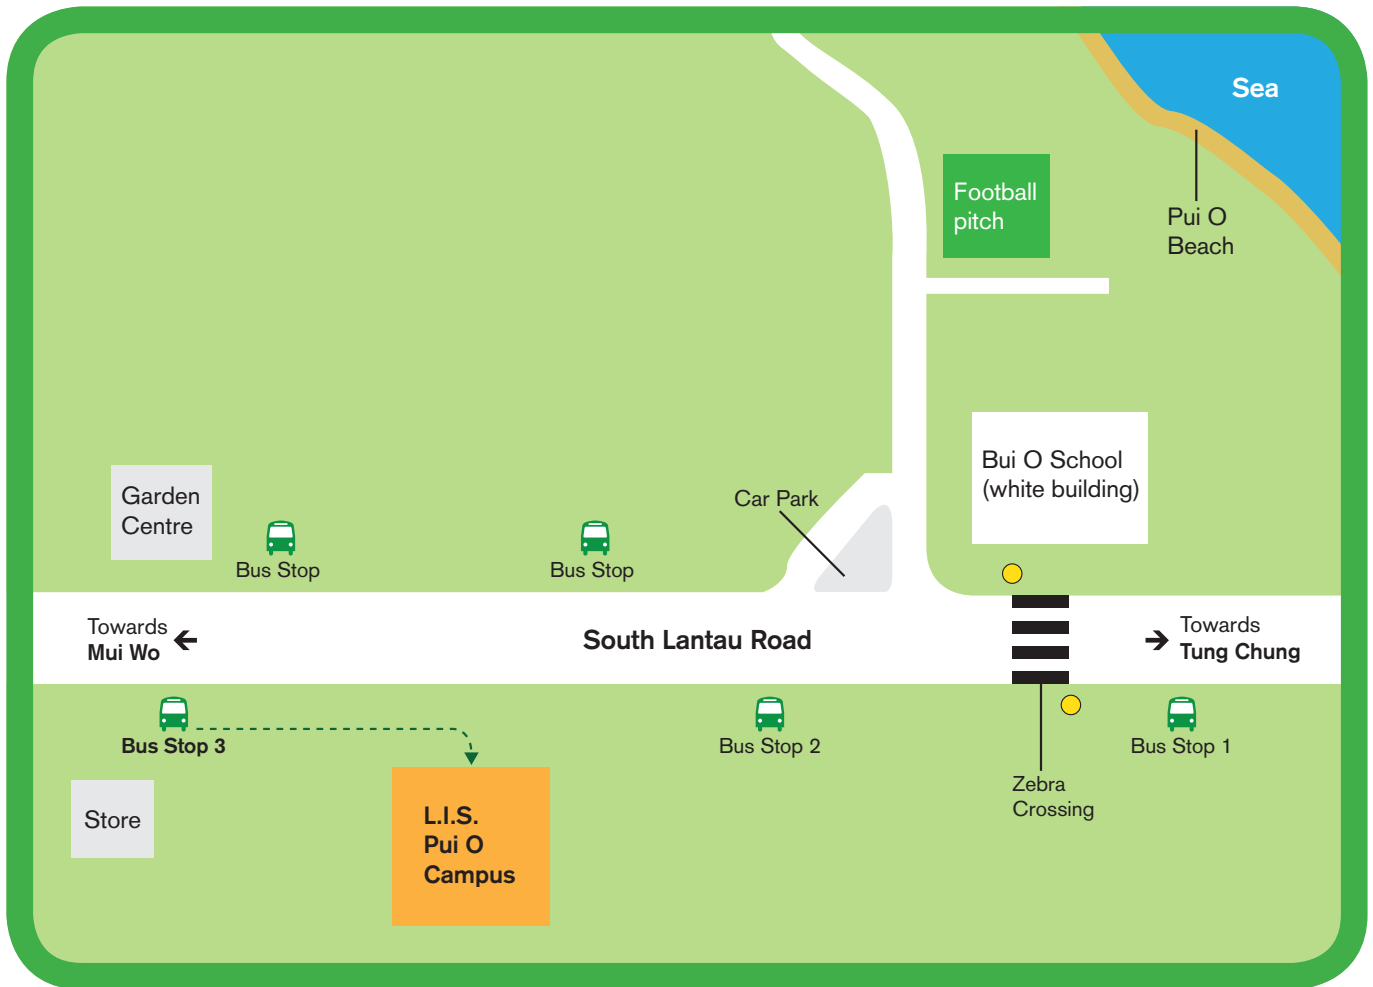 Sea
Football
pitch
Pui O
Beach
Bui O School
(white building)
Car Park
Garden
Centre
Bus Stop
Bus Stop
Towards
Mui Wo
South Lantau Road
Towards
Tung Chung
Bus Stop 3
Bus Stop 2
Bus Stop 1
Zebra
Crossing
Store
L.I.S.
Pui O
Campus